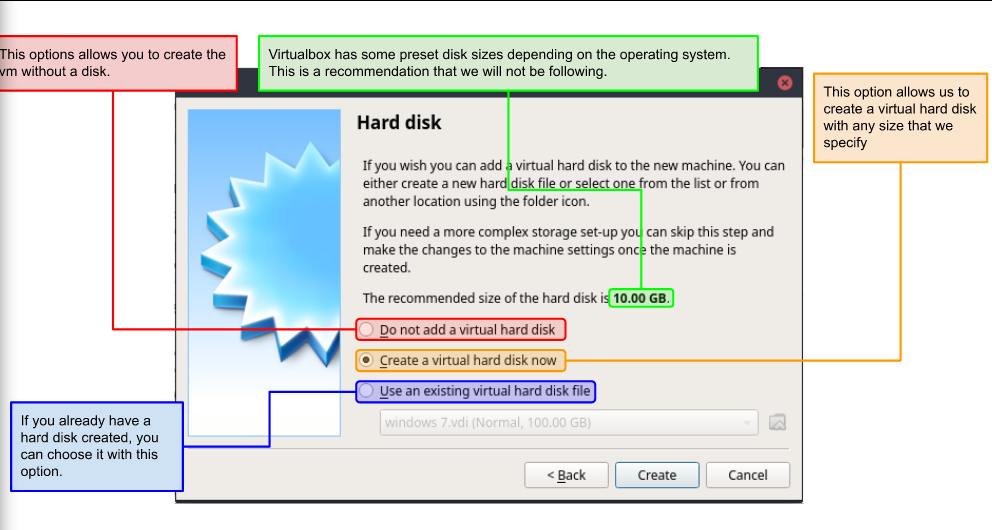 This options allows you to create the
vm without a disk.
Virtualbox has some preset disk sizes depending on the operating system.
This is a recommendation that we will not be following.
This option allows us to
create a virtual hard disk
with any size that we
specify
Hard disk
If you wish you can add a virtual hard disk to the new machine. You can
either create a new hard disk file or select one from the list or from
another location using the folder icon.
If you need a more complex storage set-up you can skip this step and
make the changes to the machine settings once the machine is
created.
The recommended size of the hard disk is 10.00 GB.
Do not add a virtual hard disk
Create a virtual hard disk now
Use an existing virtual hard disk file
windows 7.vdi (Normal, 100.00 GB)
If you already have a
hard disk created, you
can choose it with this
option.
< Back
Create
Cancel